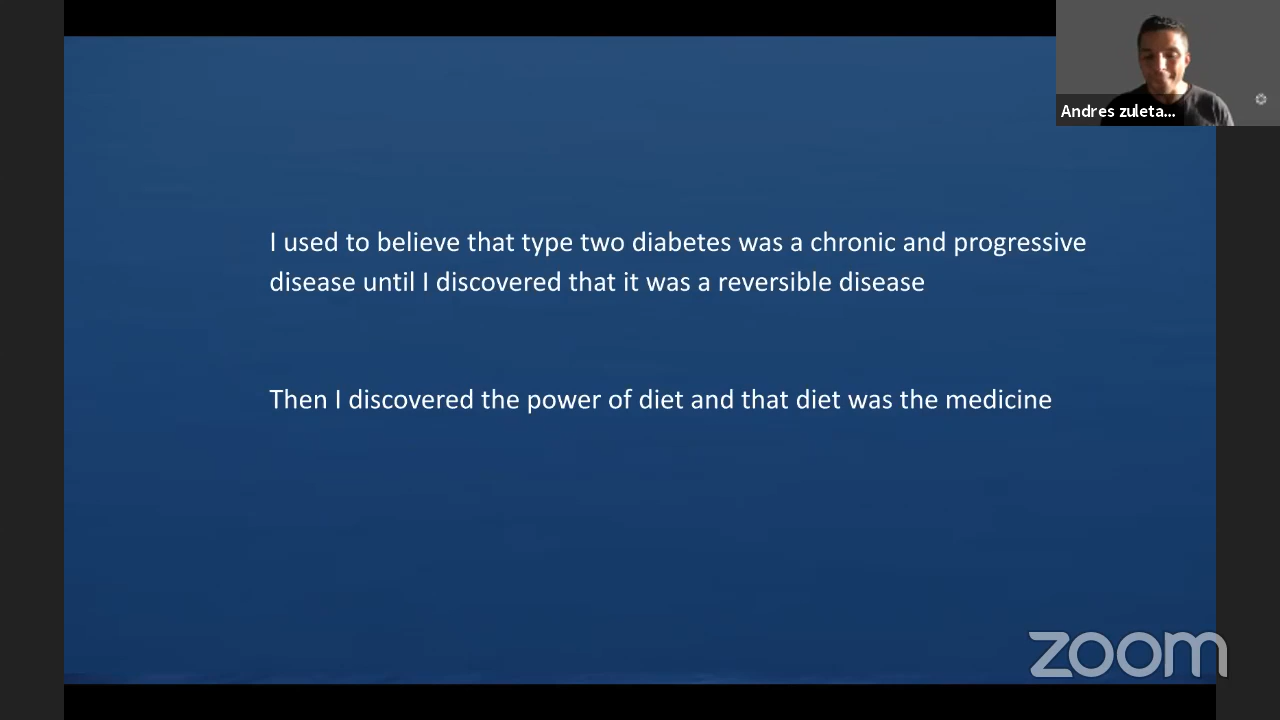 Andres zuleta...
I used to believe that type two diabetes was a chronic and progressive
disease until I discovered that it was a reversible disease
Then I discovered the power of diet and that diet was the medicine
zoom